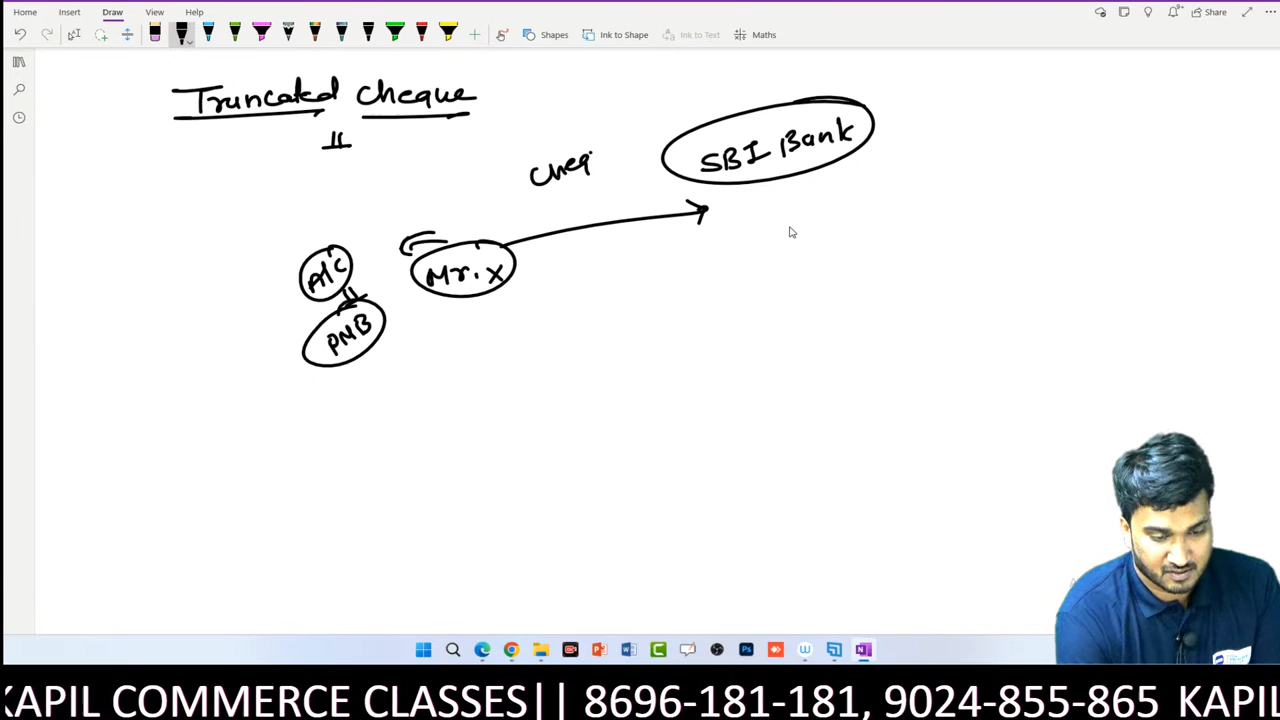 Home Insert Draw View Help
Share
Shapes Ink to Shape Ink to Text Maths
Truncated cheque
SBI Bank
cheq
A/C
Mr. X
PNB
KAPIL COMMERCE CLASSES|| 8696-181-181, 9024-855-865 KAPIL